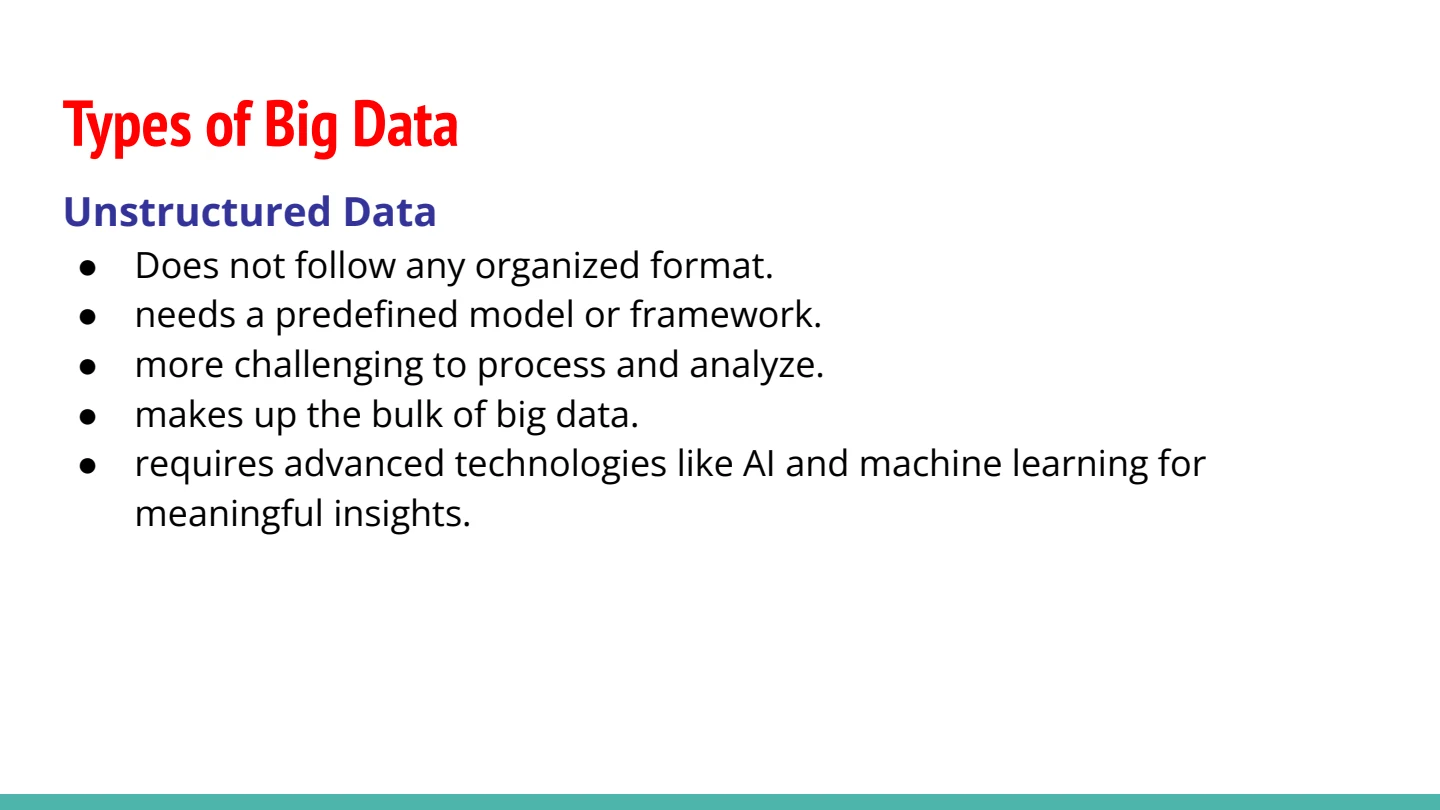 Types of Big Data
Unstructured Data
● Does not follow any organized format.
● needs a predefined model or framework.
● more challenging to process and analyze.
● makes up the bulk of big data.
● requires advanced technologies like AI and machine learning for
meaningful insights.